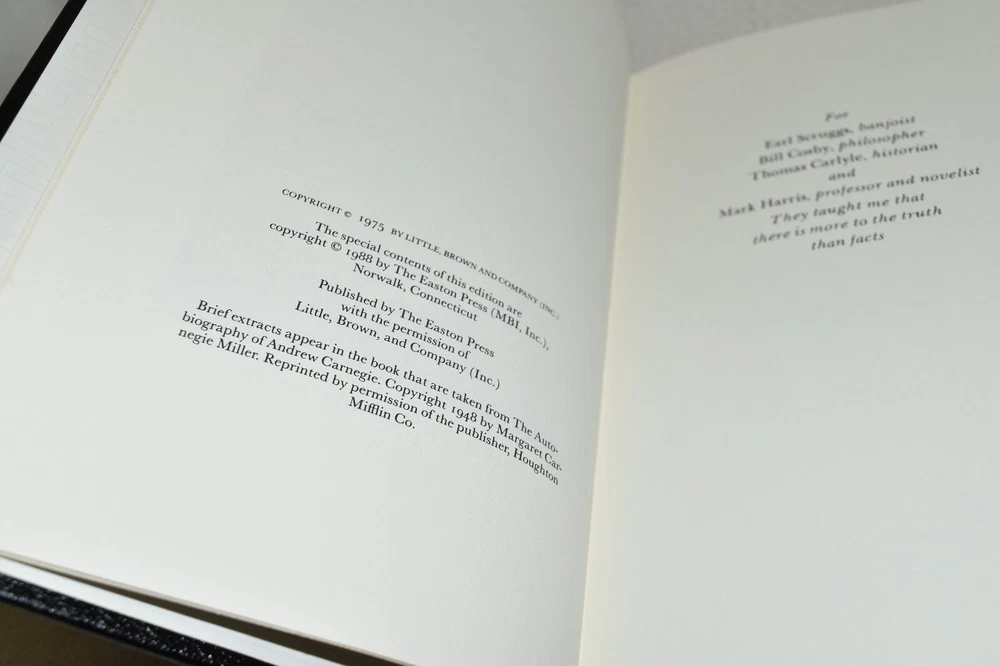 COPYRIGHT © 1975 BY LITTLE, BROWN AND COMPANY (INC.)
The special contents of this edition are
copyright © 1988 by The Easton Press (MBI, Inc.),
Norwalk, Connecticut
Published by The Easton Press
with the permission of
Little, Brown, and Company (Inc.)
Brief extracts appear in the book that are taken from The Auto-
biography of Andrew Carnegie. Copyright 1948 by Margaret Car-
negie Miller. Reprinted by permission of the publisher, Houghton
Mifflin Co.
For
Earl Scruggs, banjoist
Bill Cosby, philosopher
Thomas Carlyle, historian
and
Mark Harris, professor and novelist
They taught me that
there is more to the truth
than facts